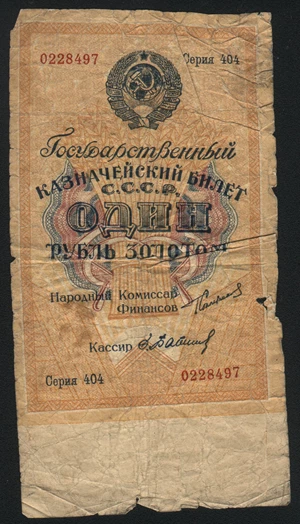 0228497 Серия 404
Государственный
КАЗНАЧЕЙСКИЙ БИЛЕТ
С.С.С.Р.
ОДИН
РУБЛЬ ЗОЛОТОМ
Народный Комиссар
Финансов
Кассир
Серия 404 0228497